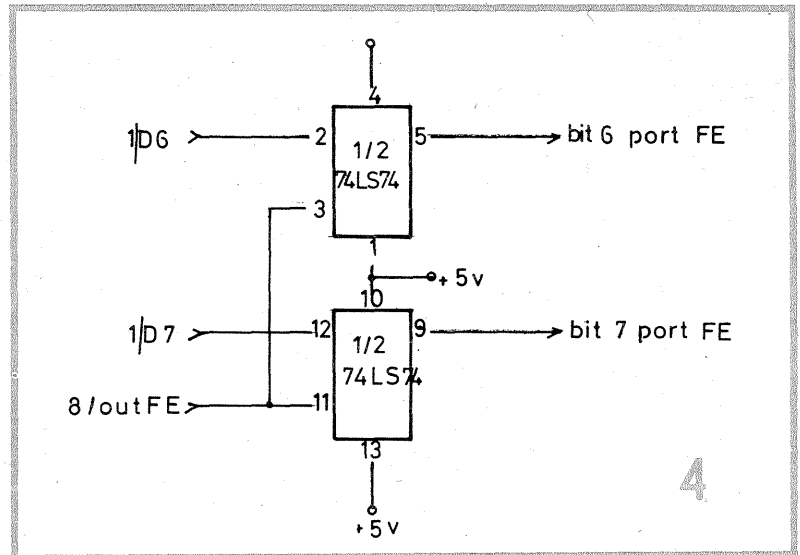 4
1/D6
2
1/2
74LS74
5
bit 6 port FE
3
1
+5v
10
1/D7
12
1/2
74LS74
9
bit 7 port FE
8/outFE
11
13
+5v
4